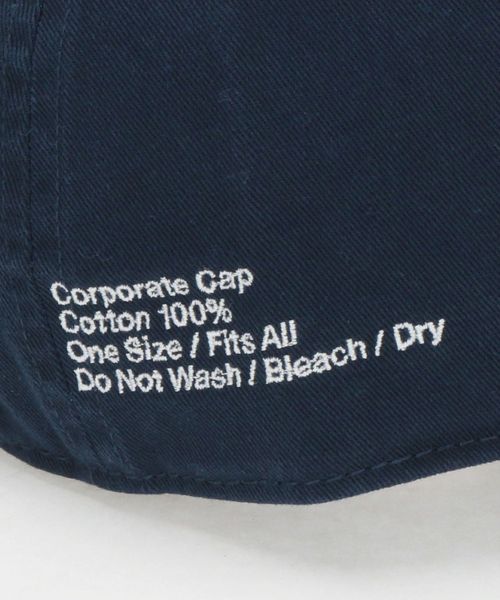 Corporate Cap
Cotton 100%
One Size / Fits All
Do Not Wash / Bleach / Dry